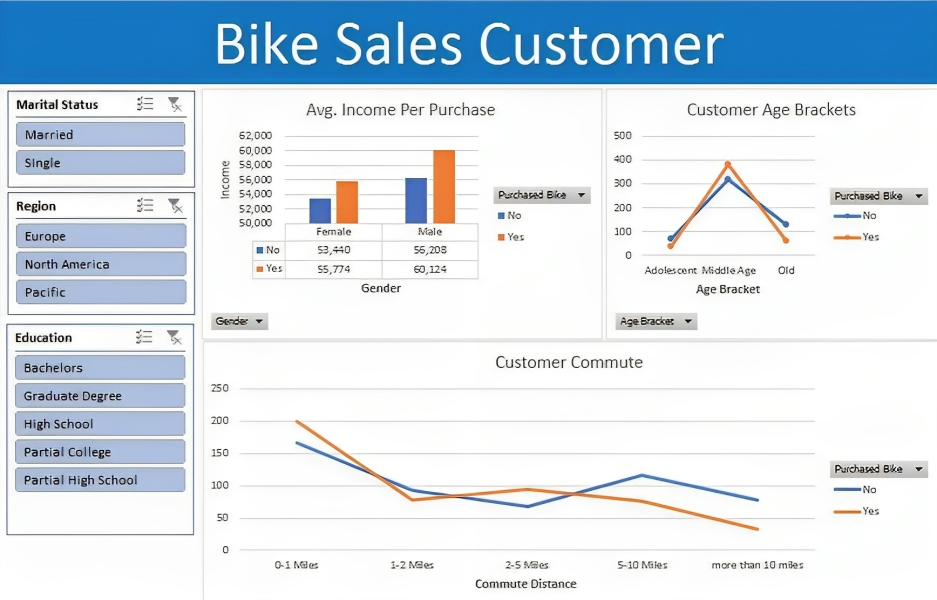 Bike Sales Customer
Marital Status
Married
Single
Region
Europe
North America
Pacific
Education
Bachelors
Graduate Degree
High School
Partial College
Partial High School
Avg. Income Per Purchase
62,000
60,000
58,000
56,000
54,000
52,000
50,000
Income
Female Male
No 53,440 56,208
Yes 55,774 60,124
Gender
Purchased Bike
No
Yes
Gender
Customer Age Brackets
500
400
300
200
100
0
Adolescent Middle Age Old
Age Bracket
Purchased Bike
No
Yes
Age Bracket
Customer Commute
250
200
150
100
50
0
0-1 Miles 1-2 Miles 2-5 Miles 5-10 Miles more than 10 miles
Commute Distance
Purchased Bike
No
Yes